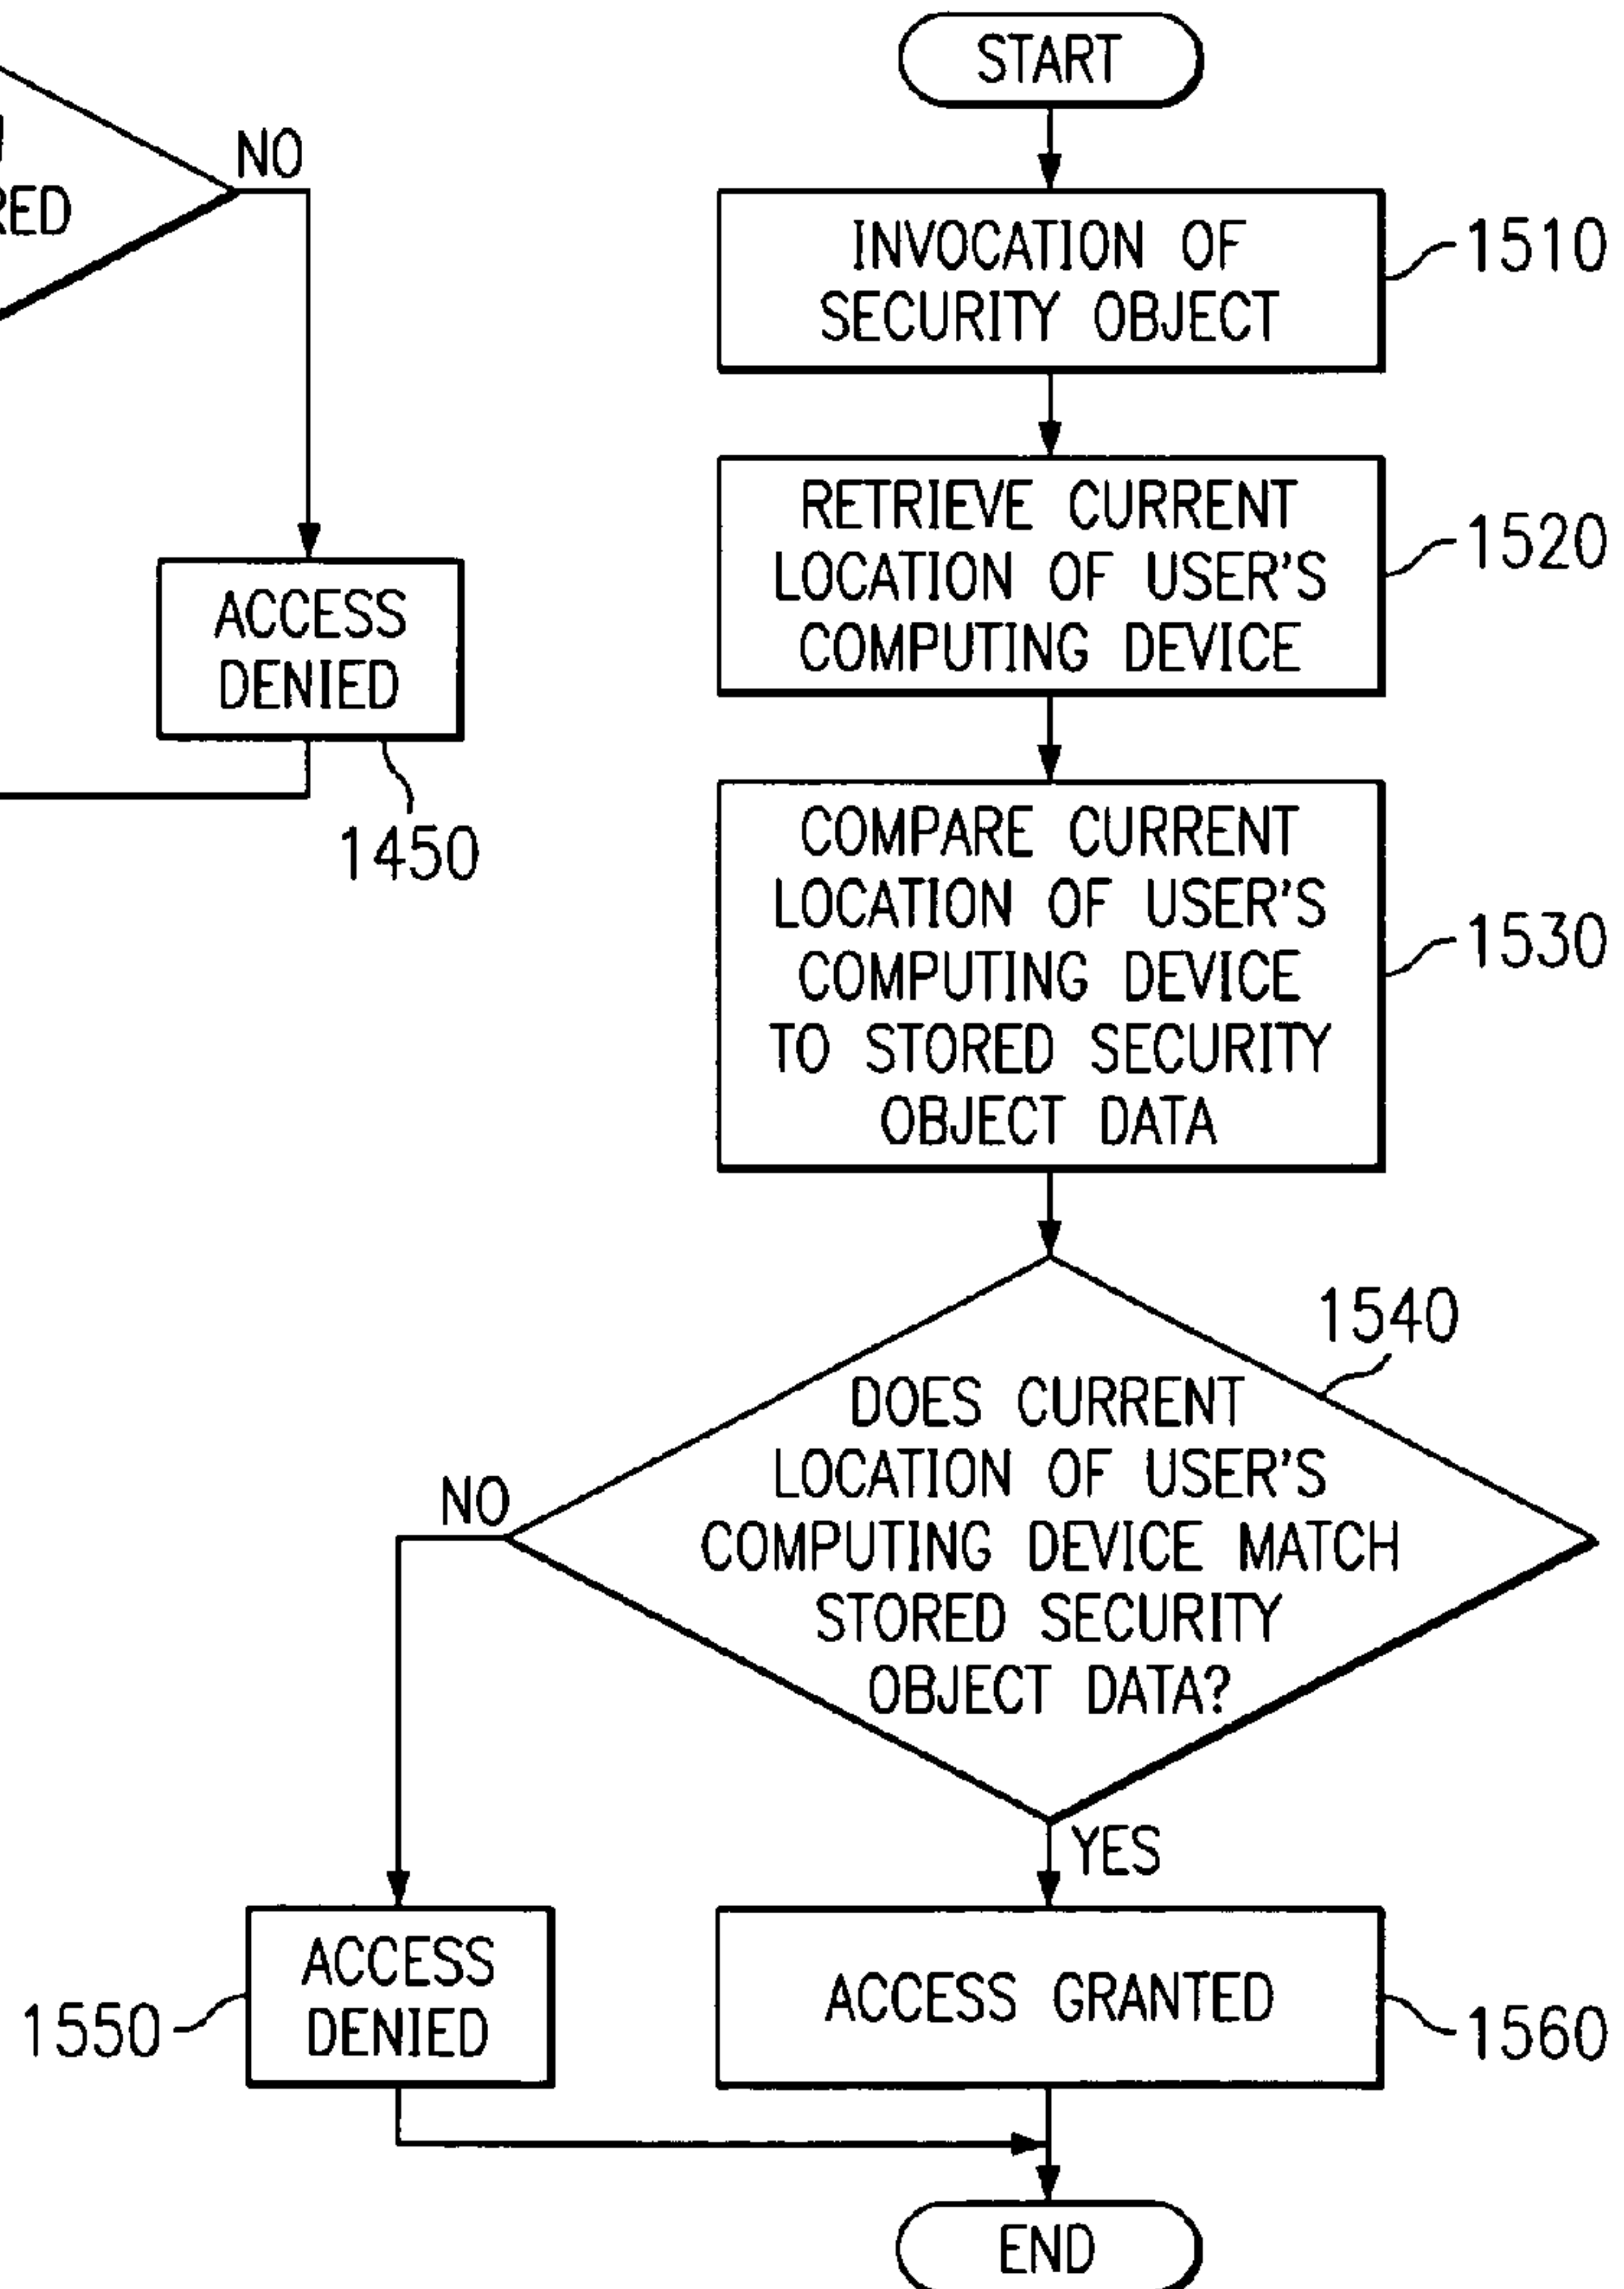 NO
ACCESS
DENIED
1450
START
INVOCATION OF
SECURITY OBJECT
1510
RETRIEVE CURRENT
LOCATION OF USER'S
COMPUTING DEVICE
1520
COMPARE CURRENT
LOCATION OF USER'S
COMPUTING DEVICE
TO STORED SECURITY
OBJECT DATA
1530
1540
DOES CURRENT
LOCATION OF USER'S
COMPUTING DEVICE MATCH
STORED SECURITY
OBJECT DATA?
NO
YES
ACCESS
DENIED
1550
ACCESS GRANTED
1560
END